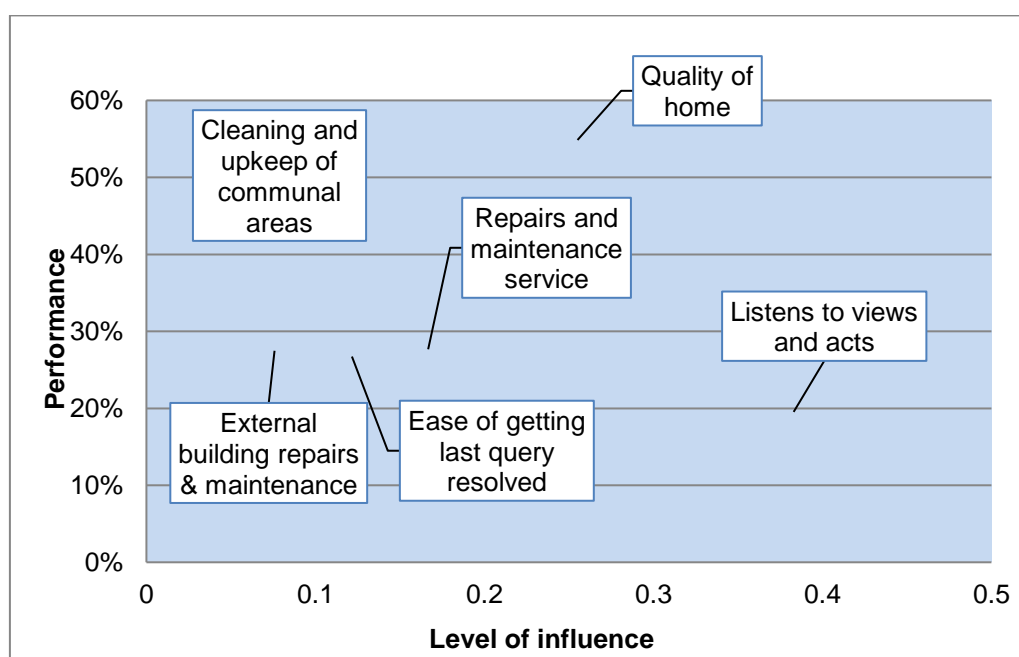 Quality of
home
60%
Cleaning and
upkeep of
communal
areas
50%
Repairs and
maintenance
service
40%
Listens to views
and acts
30%
20%
External
building repairs
& maintenance
Ease of getting
last query
resolved
10%
0%
Performance
0 0.1 0.2 0.3 0.4 0.5
Level of influence